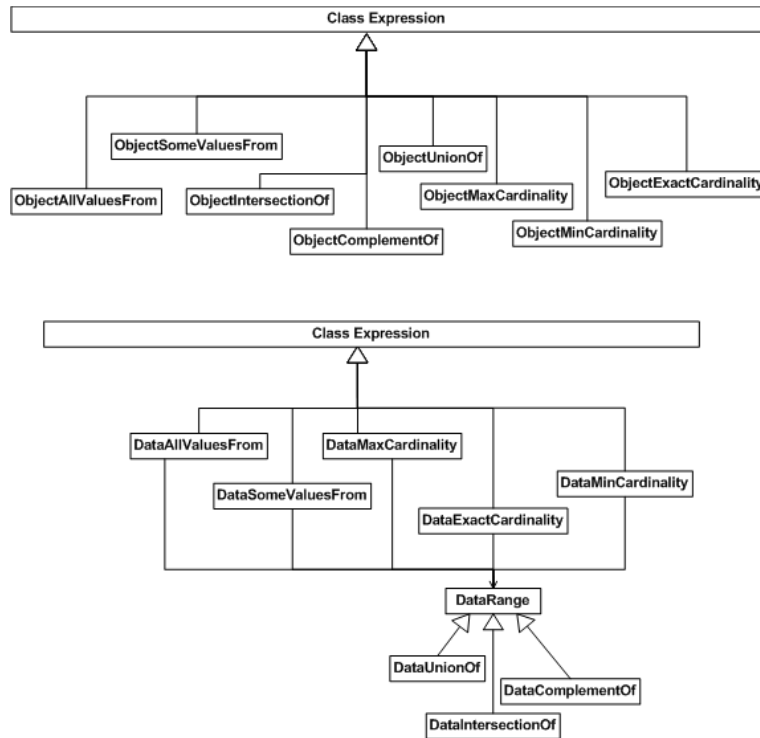 Class Expression
ObjectSomeValuesFrom
ObjectUnionOf
ObjectExactCardinality
ObjectAllValuesFrom
ObjectIntersectionOf
ObjectMaxCardinality
ObjectComplementOf
ObjectMinCardinality
Class Expression
DataAllValuesFrom
DataMaxCardinality
DataMinCardinality
DataSomeValuesFrom
DataExactCardinality
DataRange
DataUnionOf
DataComplementOf
DataIntersectionOf